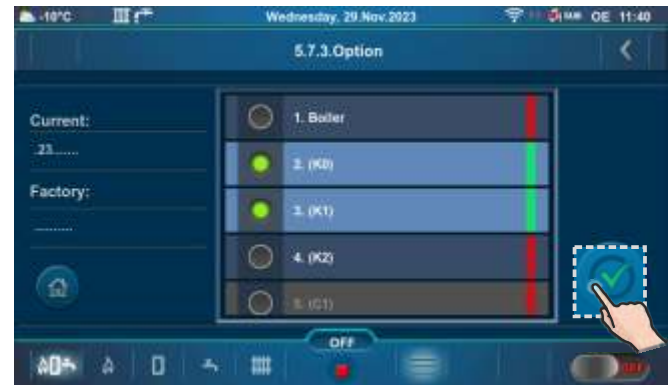 -10°C Wednesday, 29.Nov.2023 OE 11:40
5.7.3.Option
Current:
.23......
Factory:
..........
1. Boiler
2. (K0)
3. (K1)
4. (K2)
5. (C1)
OFF
OFF